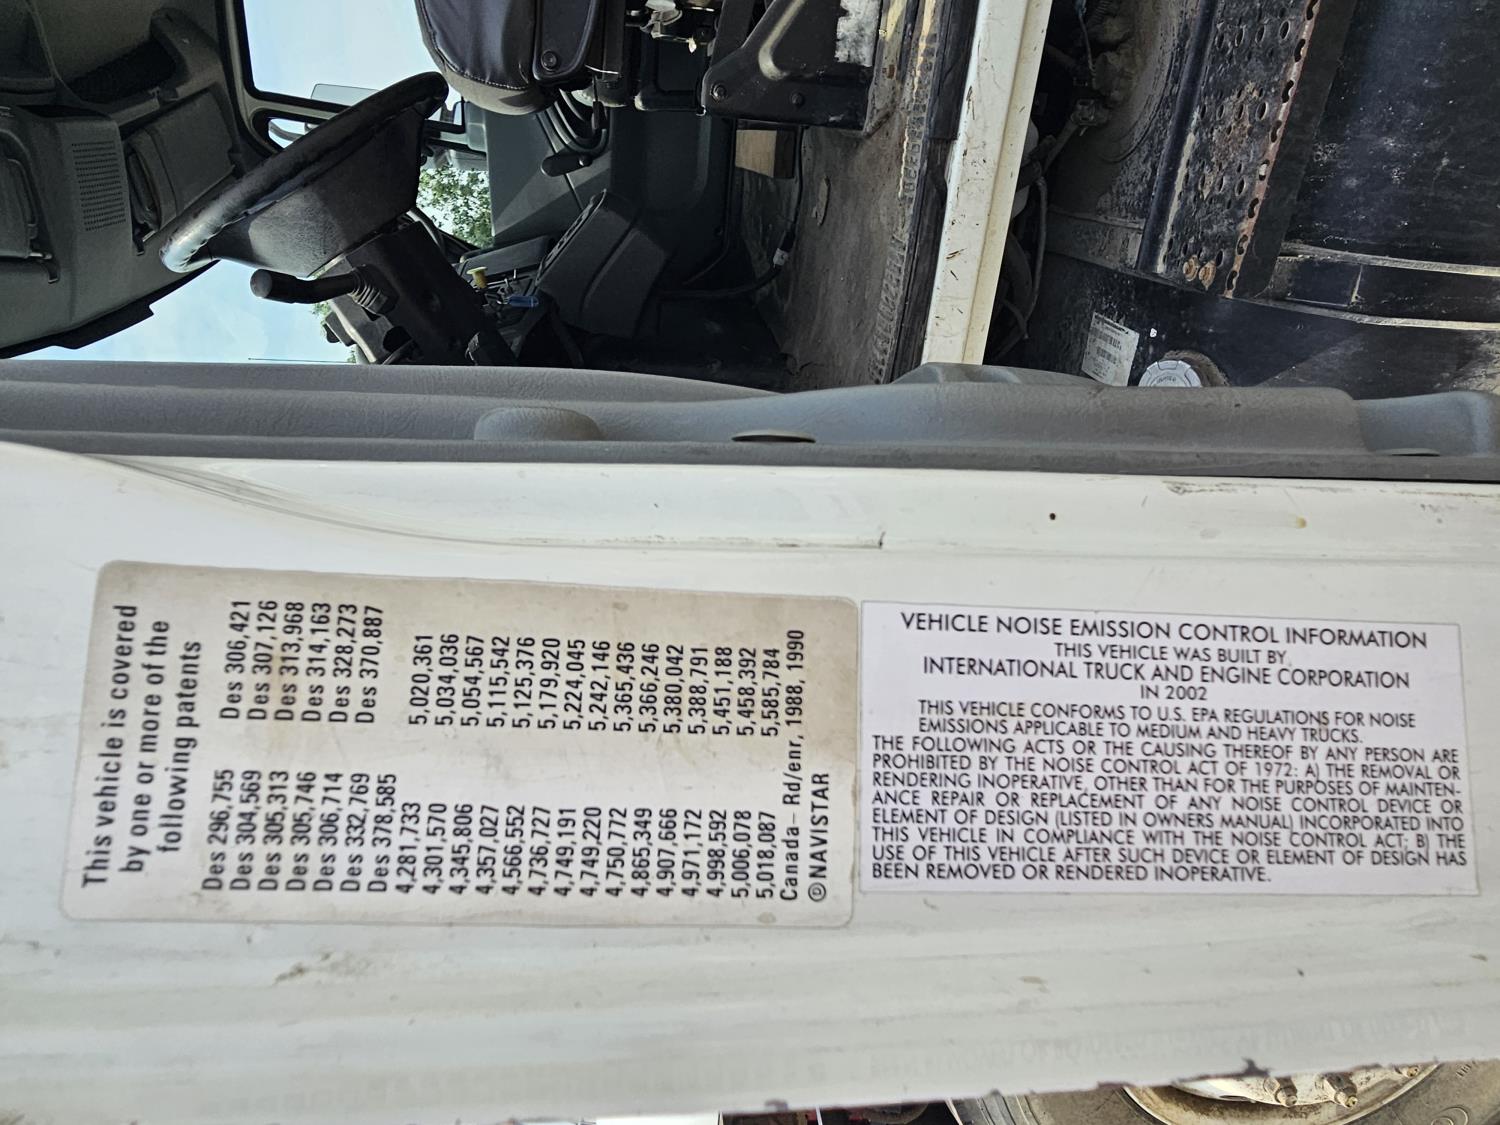 This vehicle is covered
by one or more of the
following patents
Des 296,755 Des 306,421
Des 304,569 Des 307,126
Des 305,313 Des 313,968
Des 305,746 Des 314,163
Des 306,714 Des 328,273
Des 332,769 Des 370,887
Des 378,585
4,281,733 5,020,361
4,301,570 5,034,036
4,345,806 5,054,567
4,357,027 5,115,542
4,566,552 5,125,376
4,736,727 5,179,920
4,749,191 5,224,045
4,749,220 5,242,146
4,750,772 5,365,436
4,865,349 5,366,246
4,907,666 5,380,042
4,971,172 5,388,791
4,998,592 5,451,188
5,006,078 5,458,392
5,018,087 5,585,784
Canada- Rd/enr, 1988, 1990
NAVISTAR
VEHICLE NOISE EMISSION CONTROL INFORMATION
THIS VEHICLE WAS BUILT BY
INTERNATIONAL TRUCK AND ENGINE CORPORATION
IN 2002
THIS VEHICLE CONFORMS TO U.S. EPA REGULATIONS FOR NOISE
EMISSIONS APPLICABLE TO MEDIUM AND HEAVY TRUCKS.
THE FOLLOWING ACTS OR THE CAUSING THEREOF BY ANY PERSON ARE
PROHIBITED BY THE NOISE CONTROL ACT OF 1972: A) THE REMOVAL OR
RENDERING INOPERATIVE, OTHER THAN FOR THE PURPOSES OF MAINTEN-
ANCE REPAIR OR REPLACEMENT OF ANY NOISE CONTROL DEVICE OR
ELEMENT OF DESIGN (LISTED IN OWNERS MANUAL) INCORPORATED INTO
THIS VEHICLE IN COMPLIANCE WITH THE NOISE CONTROL ACT; B) THE
USE OF THIS VEHICLE AFTER SUCH DEVICE OR ELEMENT OF DESIGN HAS
BEEN REMOVED OR RENDERED INOPERATIVE.